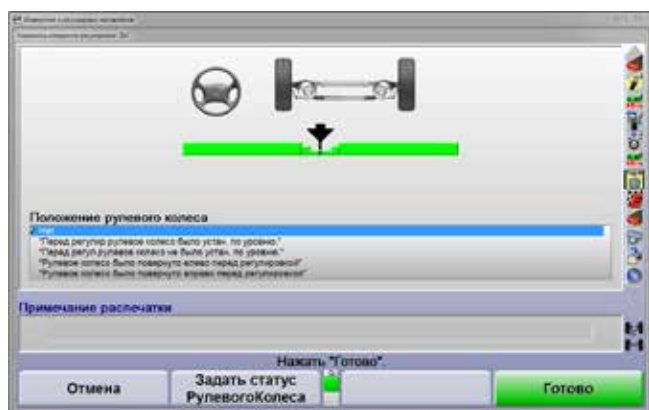 Положение рулевого колеса
Нет
"Перед регулир рулевое колесо было устан. по уровню."
"Перед регул.рулевое колесо не было устан. по уровню."
"Рулевое колесо было повернуто влево перед регулировкой"
"Рулевое колесо было повернуто вправо перед регулировкой"
Примечание распечатки
Нажать "Готово".
Отмена
Задать статус
РулевогоКолеса
Готово